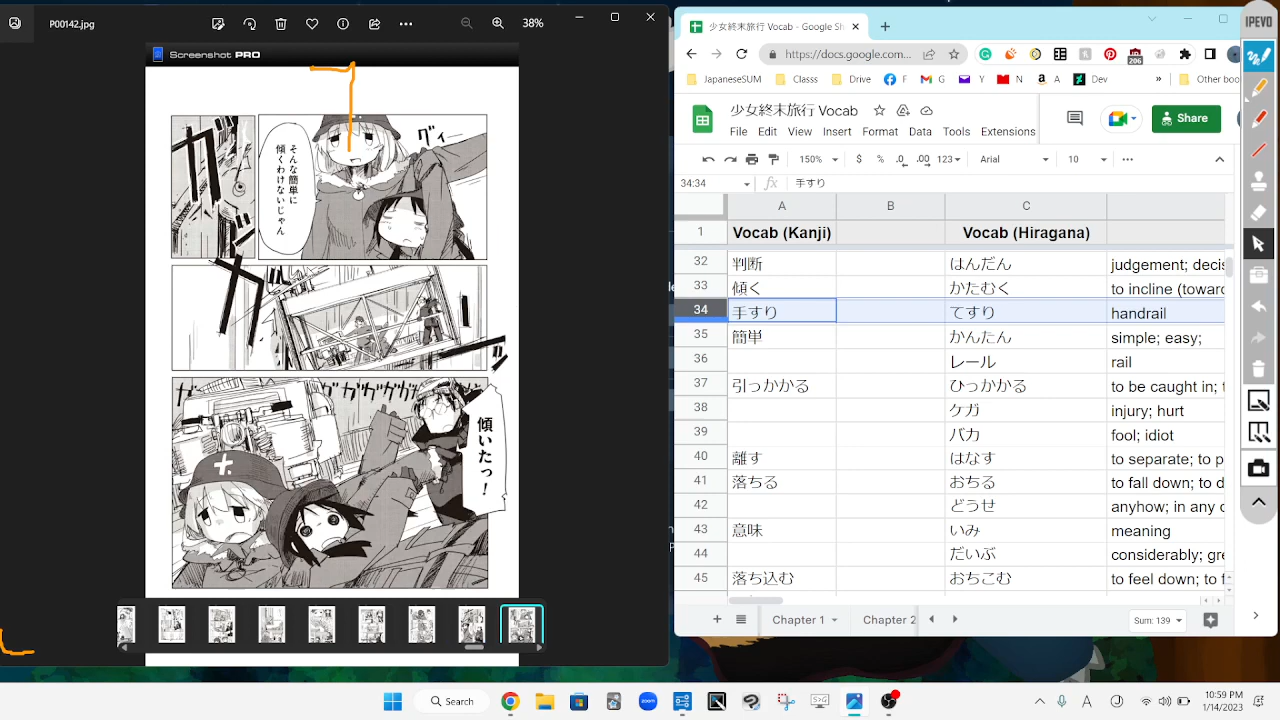 P00142.jpg
38%
Screenshot PRO
グィー
そんな簡単に
傾くわけないじゃん
ガ
ガ
ガ ガガガガ
傾いたっ!
少女終末旅行 Vocab - Google Sh
IPEVO
https://docs.google.com
206
JapaneseSUM
Classc
Drive
F
G
Y
N
a
Dev
»
Other boo
少女終末旅行 Vocab
Share
File
Edit
View
Insert
Format
Data
Tools
Extensions
150%
$
%
.0
.00
123
Arial
10
34:34
fx
手すり
A
B
C
1
Vocab (Kanji)
Vocab (Hiragana)
32
判断
はんだん
judgement; decis
33
傾く
かたむく
to incline (towar
34
手すり
てすり
handrail
35
簡単
かんたん
simple; easy;
36
レール
rail
37
引っかかる
ひっかかる
to be caught in; t
38
ケガ
injury; hurt
39
バカ
fool; idiot
40
離す
はなす
to separate; to p
41
落ちる
おちる
to fall down; to d
42
どうせ
anyhow; in any c
43
意味
いみ
meaning
44
だいぶ
considerably; gre
45
落ち込む
おちこむ
to feel down; to f
Chapter 1
Chapter 2
Sum: 139
Search
zoom
A
10:59 PM
1/14/2023